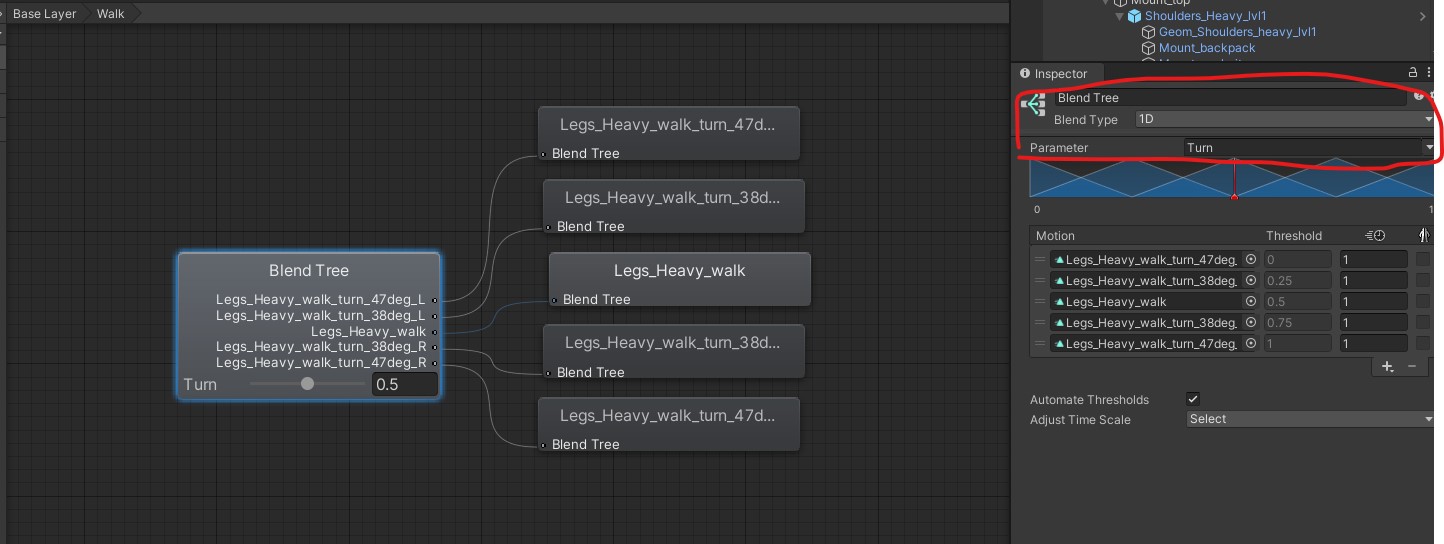 Base Layer Walk
Mount_top
Shoulders_Heavy_lvl1
Geom_Shoulders_heavy_lvl1
Mount_backpack
Inspector
Blend Tree
Blend Type 1D
Parameter Turn
0 1
Motion Threshold
Legs_Heavy_walk_turn_47deg_ 0 1
Legs_Heavy_walk_turn_38deg_ 0.25 1
Legs_Heavy_walk 0.5 1
Legs_Heavy_walk_turn_38deg_ 0.75 1
Legs_Heavy_walk_turn_47deg_ 1 1
Automate Thresholds
Adjust Time Scale Select
Blend Tree
Legs_Heavy_walk_turn_47deg_L
Legs_Heavy_walk_turn_38deg_L
Legs_Heavy_walk
Legs_Heavy_walk_turn_38deg_R
Legs_Heavy_walk_turn_47deg_R
Turn 0.5
Legs_Heavy_walk_turn_47d...
Blend Tree
Legs_Heavy_walk_turn_38d...
Blend Tree
Legs_Heavy_walk
Blend Tree
Legs_Heavy_walk_turn_38d...
Blend Tree
Legs_Heavy_walk_turn_47d...
Blend Tree